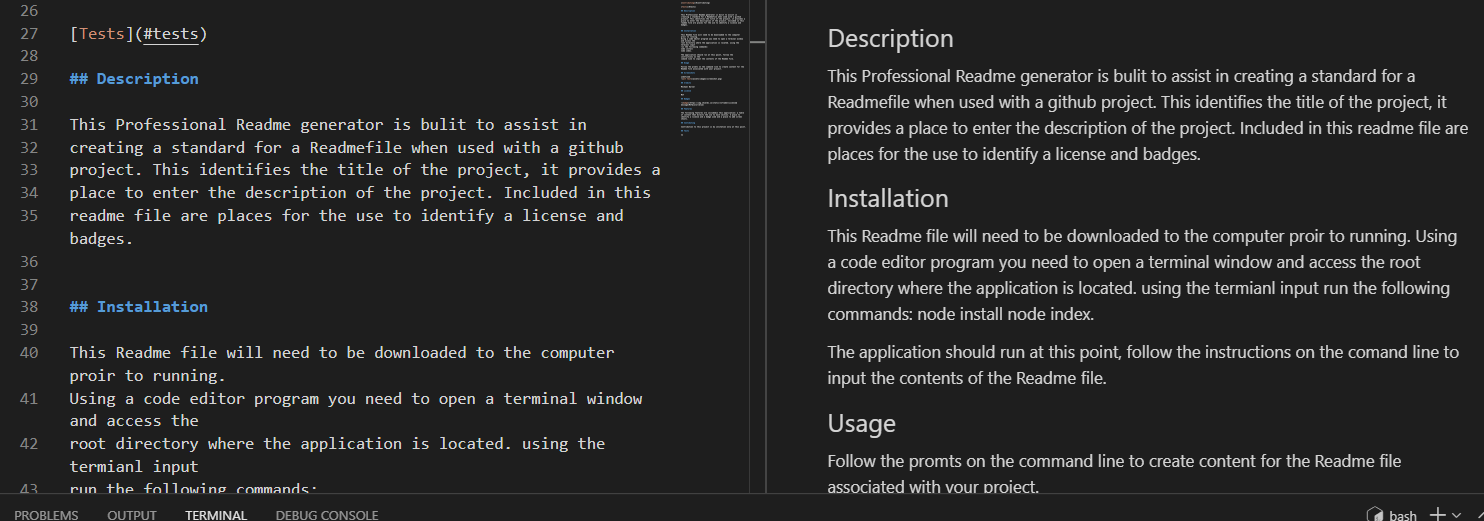 26
27 [Tests](#tests)
28
29 ## Description
30
31 This Professional Readme generator is bulit to assist in
32 creating a standard for a Readmefile when used with a github
33 project. This identifies the title of the project, it provides a
34 place to enter the description of the project. Included in this
35 readme file are places for the use to identify a license and
badges.
36
37
38 ## Installation
39
40 This Readme file will need to be downloaded to the computer
proir to running.
41 Using a code editor program you need to open a terminal window
and access the
42 root directory where the application is located. using the
termianl input
43 run the following commands:
Description
This Professional Readme generator is bulit to assist in creating a standard for a
Readmefile when used with a github project. This identifies the title of the project, it
provides a place to enter the description of the project. Included in this readme file are
places for the use to identify a license and badges.
Installation
This Readme file will need to be downloaded to the computer proir to running. Using
a code editor program you need to open a terminal window and access the root
directory where the application is located. using the termianl input run the following
commands: node install node index.
The application should run at this point, follow the instructions on the comand line to
input the contents of the Readme file.
Usage
Follow the promts on the command line to create content for the Readme file
associated with your project.
PROBLEMS OUTPUT TERMINAL DEBUG CONSOLE bash